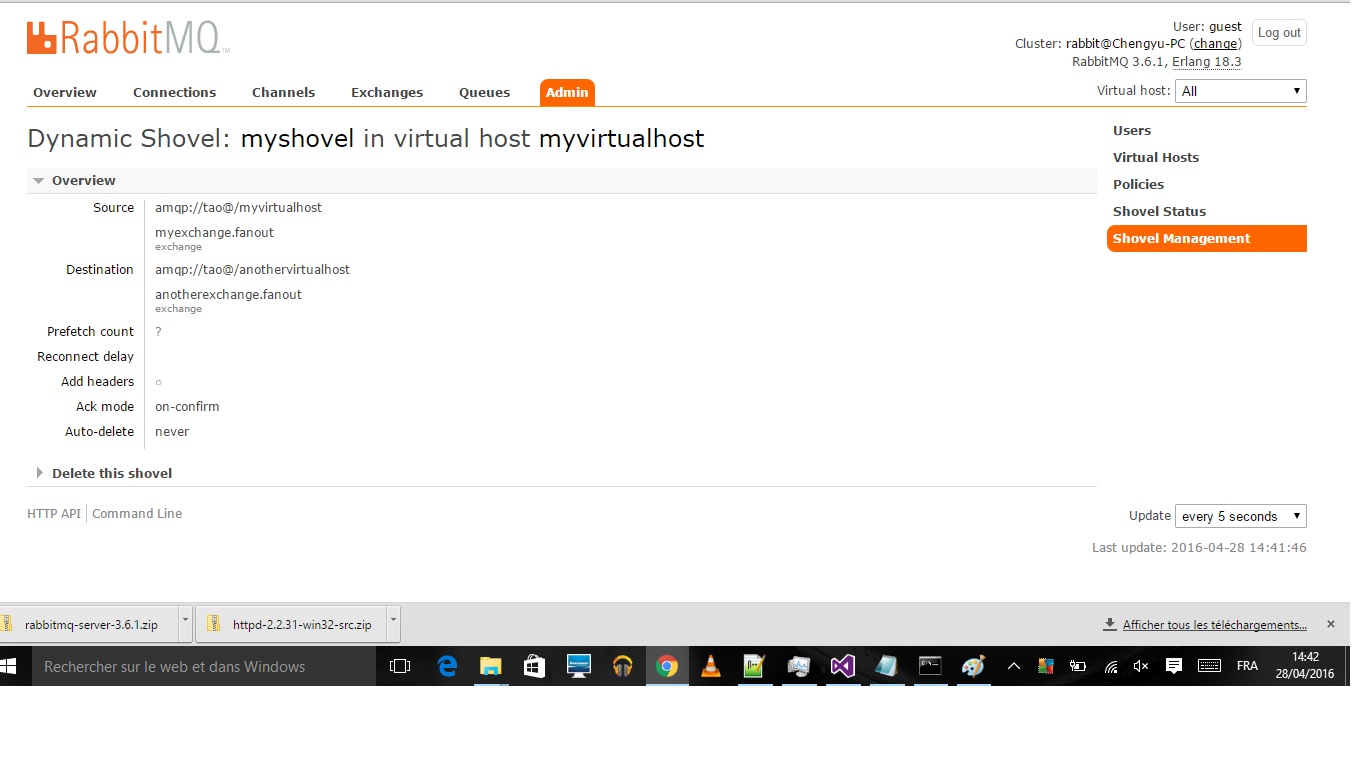 RabbitMQ TM
User: guest
Log out
Cluster: rabbit@Chengyu-PC (change)
RabbitMQ 3.6.1, Erlang 18.3
Overview Connections Channels Exchanges Queues Admin
Virtual host: All
Dynamic Shovel: myshovel in virtual host myvirtualhost
Users
Virtual Hosts
Policies
Shovel Status
Shovel Management
Overview
Source amqp://tao@/myvirtualhost
myexchange.fanout
exchange
Destination amqp://tao@/anothervirtualhost
anotherexchange.fanout
exchange
Prefetch count ?
Reconnect delay
Add headers ○
Ack mode on-confirm
Auto-delete never
Delete this shovel
HTTP API Command Line
Update every 5 seconds
Last update: 2016-04-28 14:41:46
rabbitmq-server-3.6.1.zip httpd-2.2.31-win32-src.zip Afficher tous les téléchargements...
Rechercher sur le web et dans Windows
FRA
14:42
28/04/2016